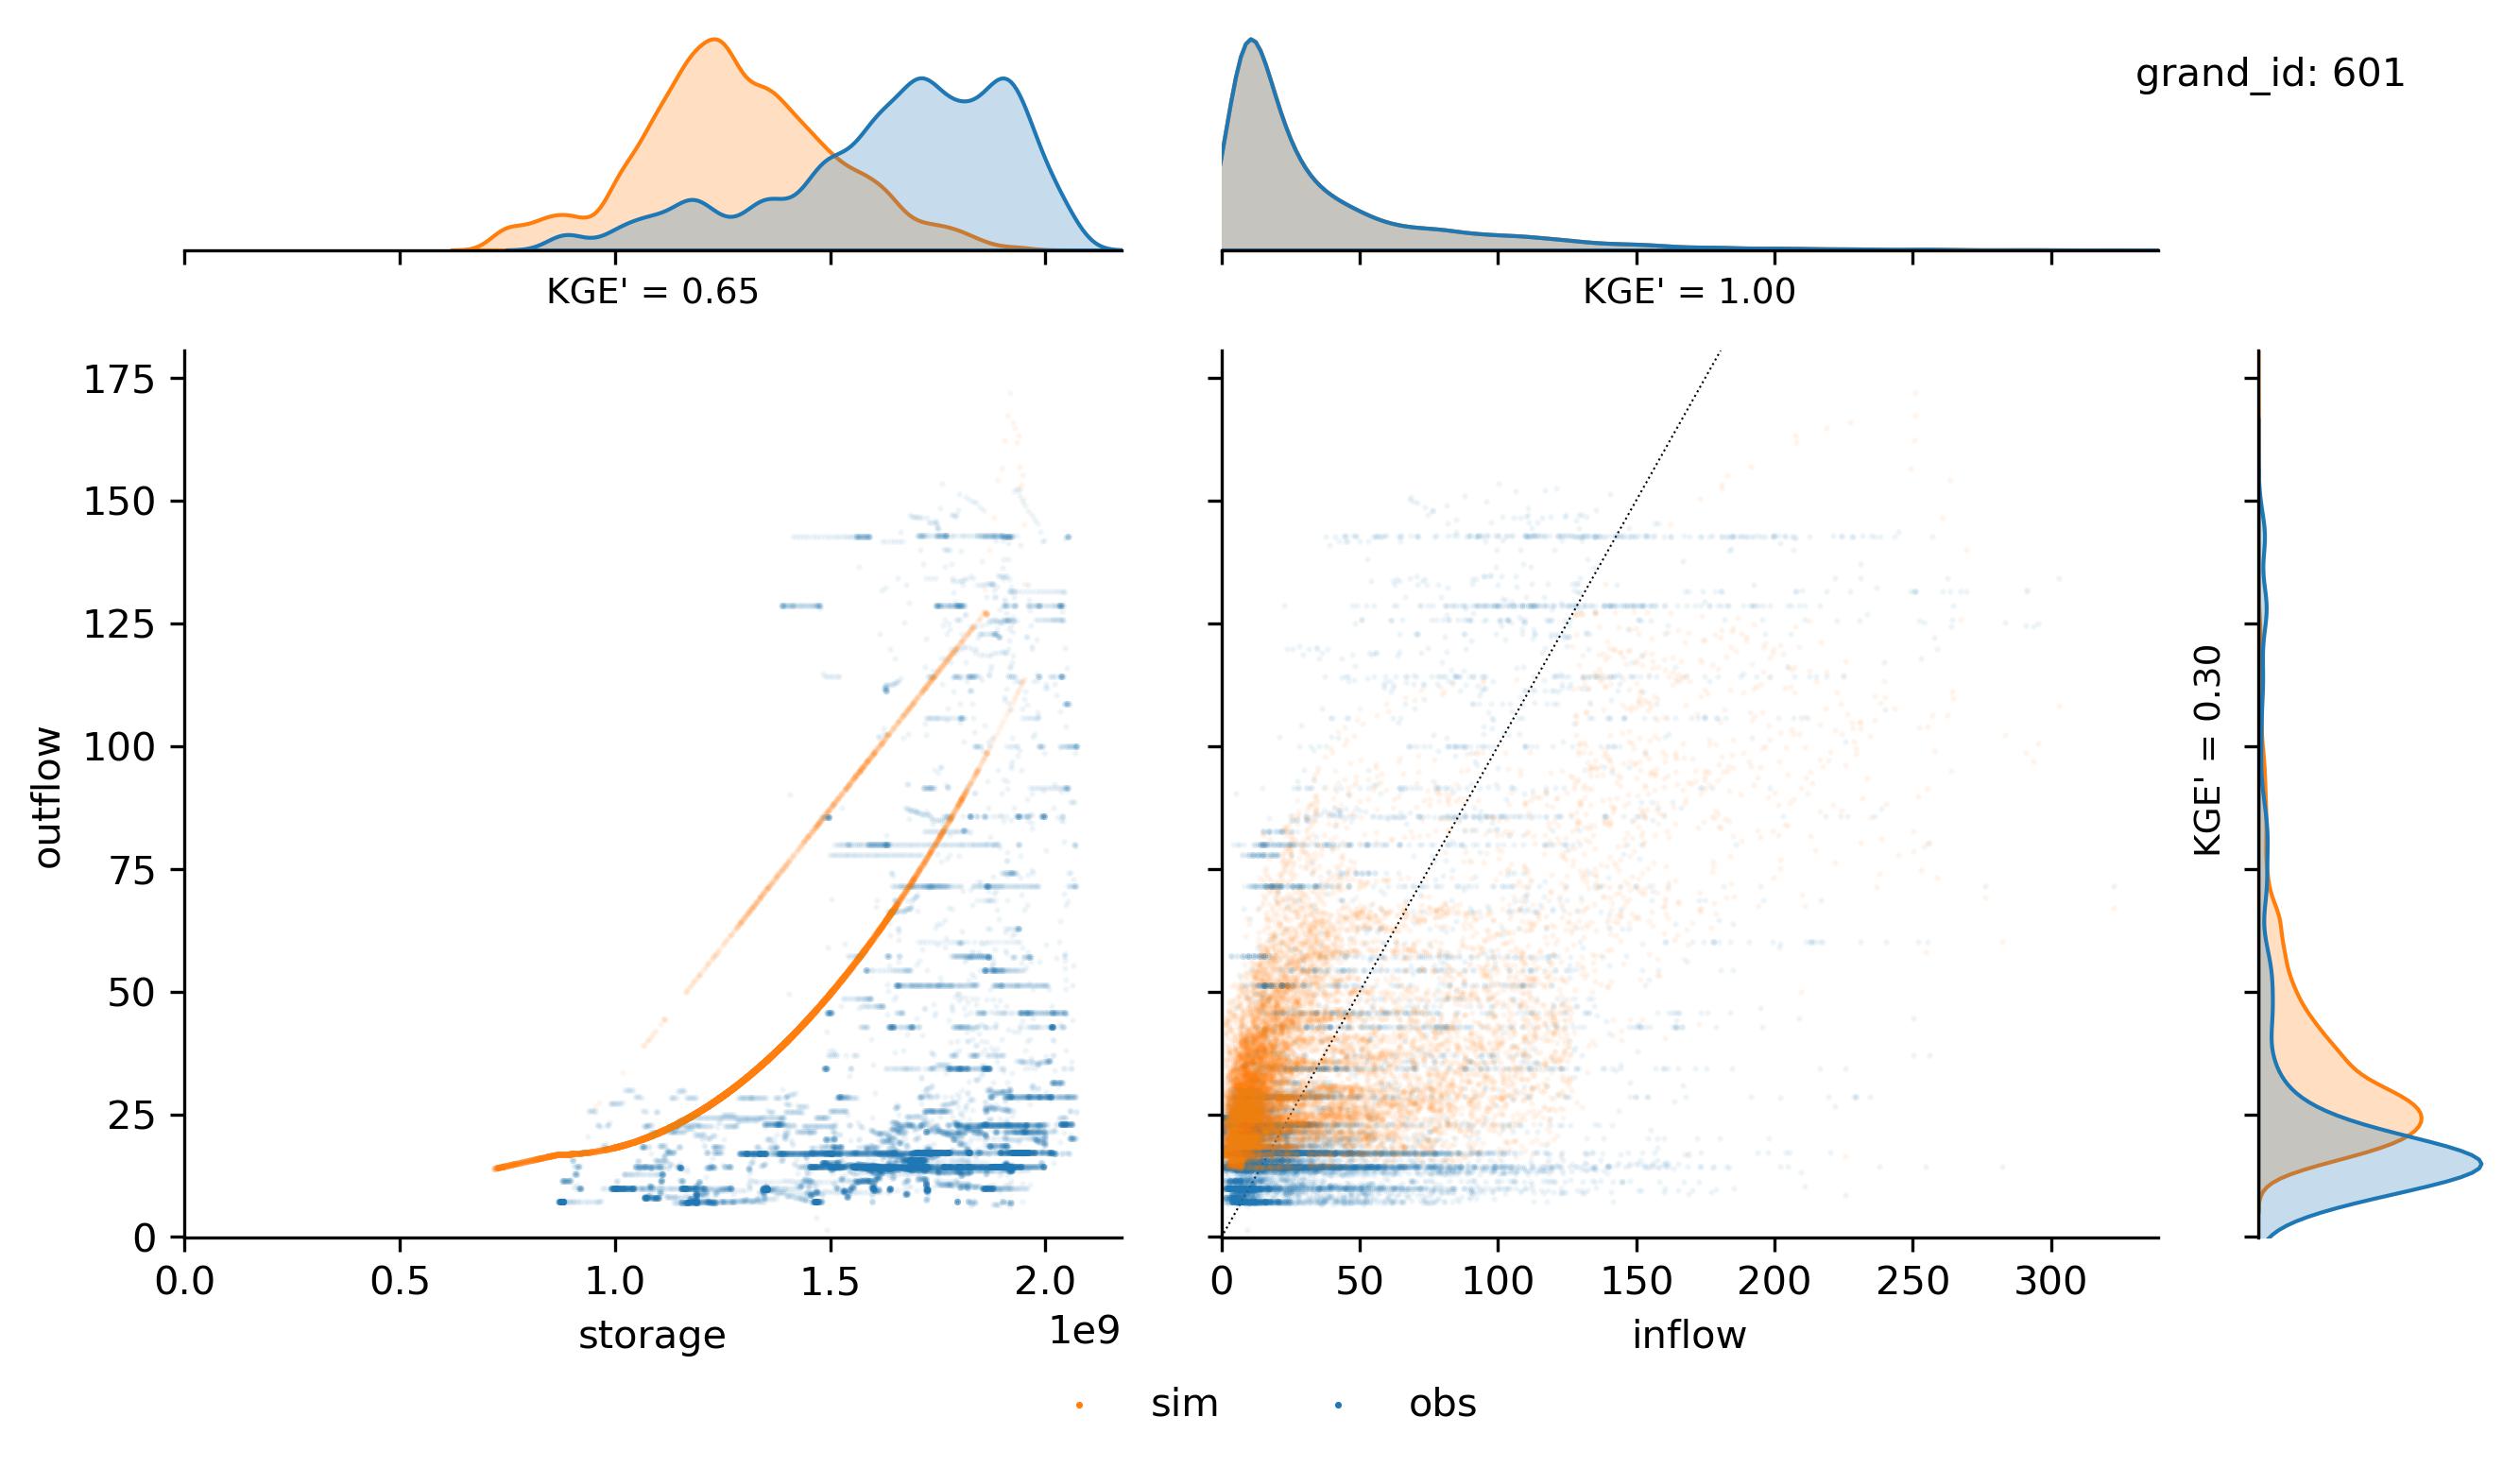 grand_id: 601
KGE' = 0.65
KGE' = 1.00
175
150
125
100
75
50
25
0
outflow
KGE' = 0.30
0.0 0.5 1.0 1.5 2.0
0 50 100 150 200 250 300
1e9
storage
inflow
sim obs